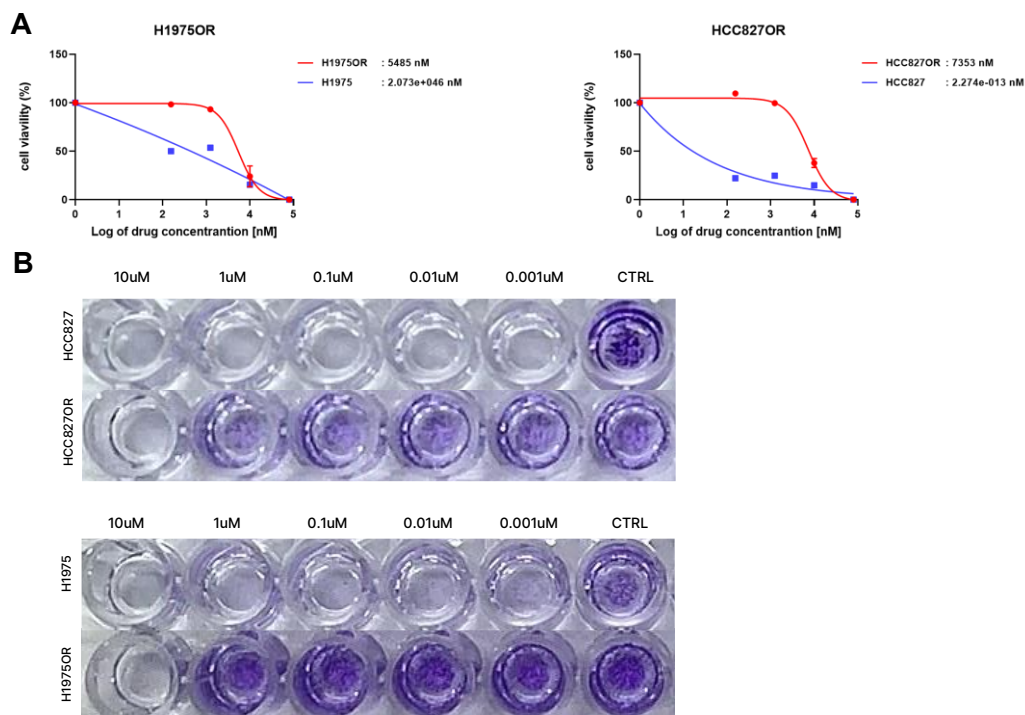 A
H1975OR
HCC827OR
cell viavility (%)
150
100
50
0
0 1 2 3 4 5
Log of drug concentrantion [nM]
H1975OR : 5485 nM
H1975 : 2.073e+046 nM
cell viavility (%)
150
100
50
0
0 1 2 3 4 5
Log of drug concentrantion [nM]
HCC827OR : 7353 nM
HCC827 : 2.274e-013 nM
B
10uM 1uM 0.1uM 0.01uM 0.001uM CTRL
HCC827
HCC827OR
10uM 1uM 0.1uM 0.01uM 0.001uM CTRL
H1975
H1975OR